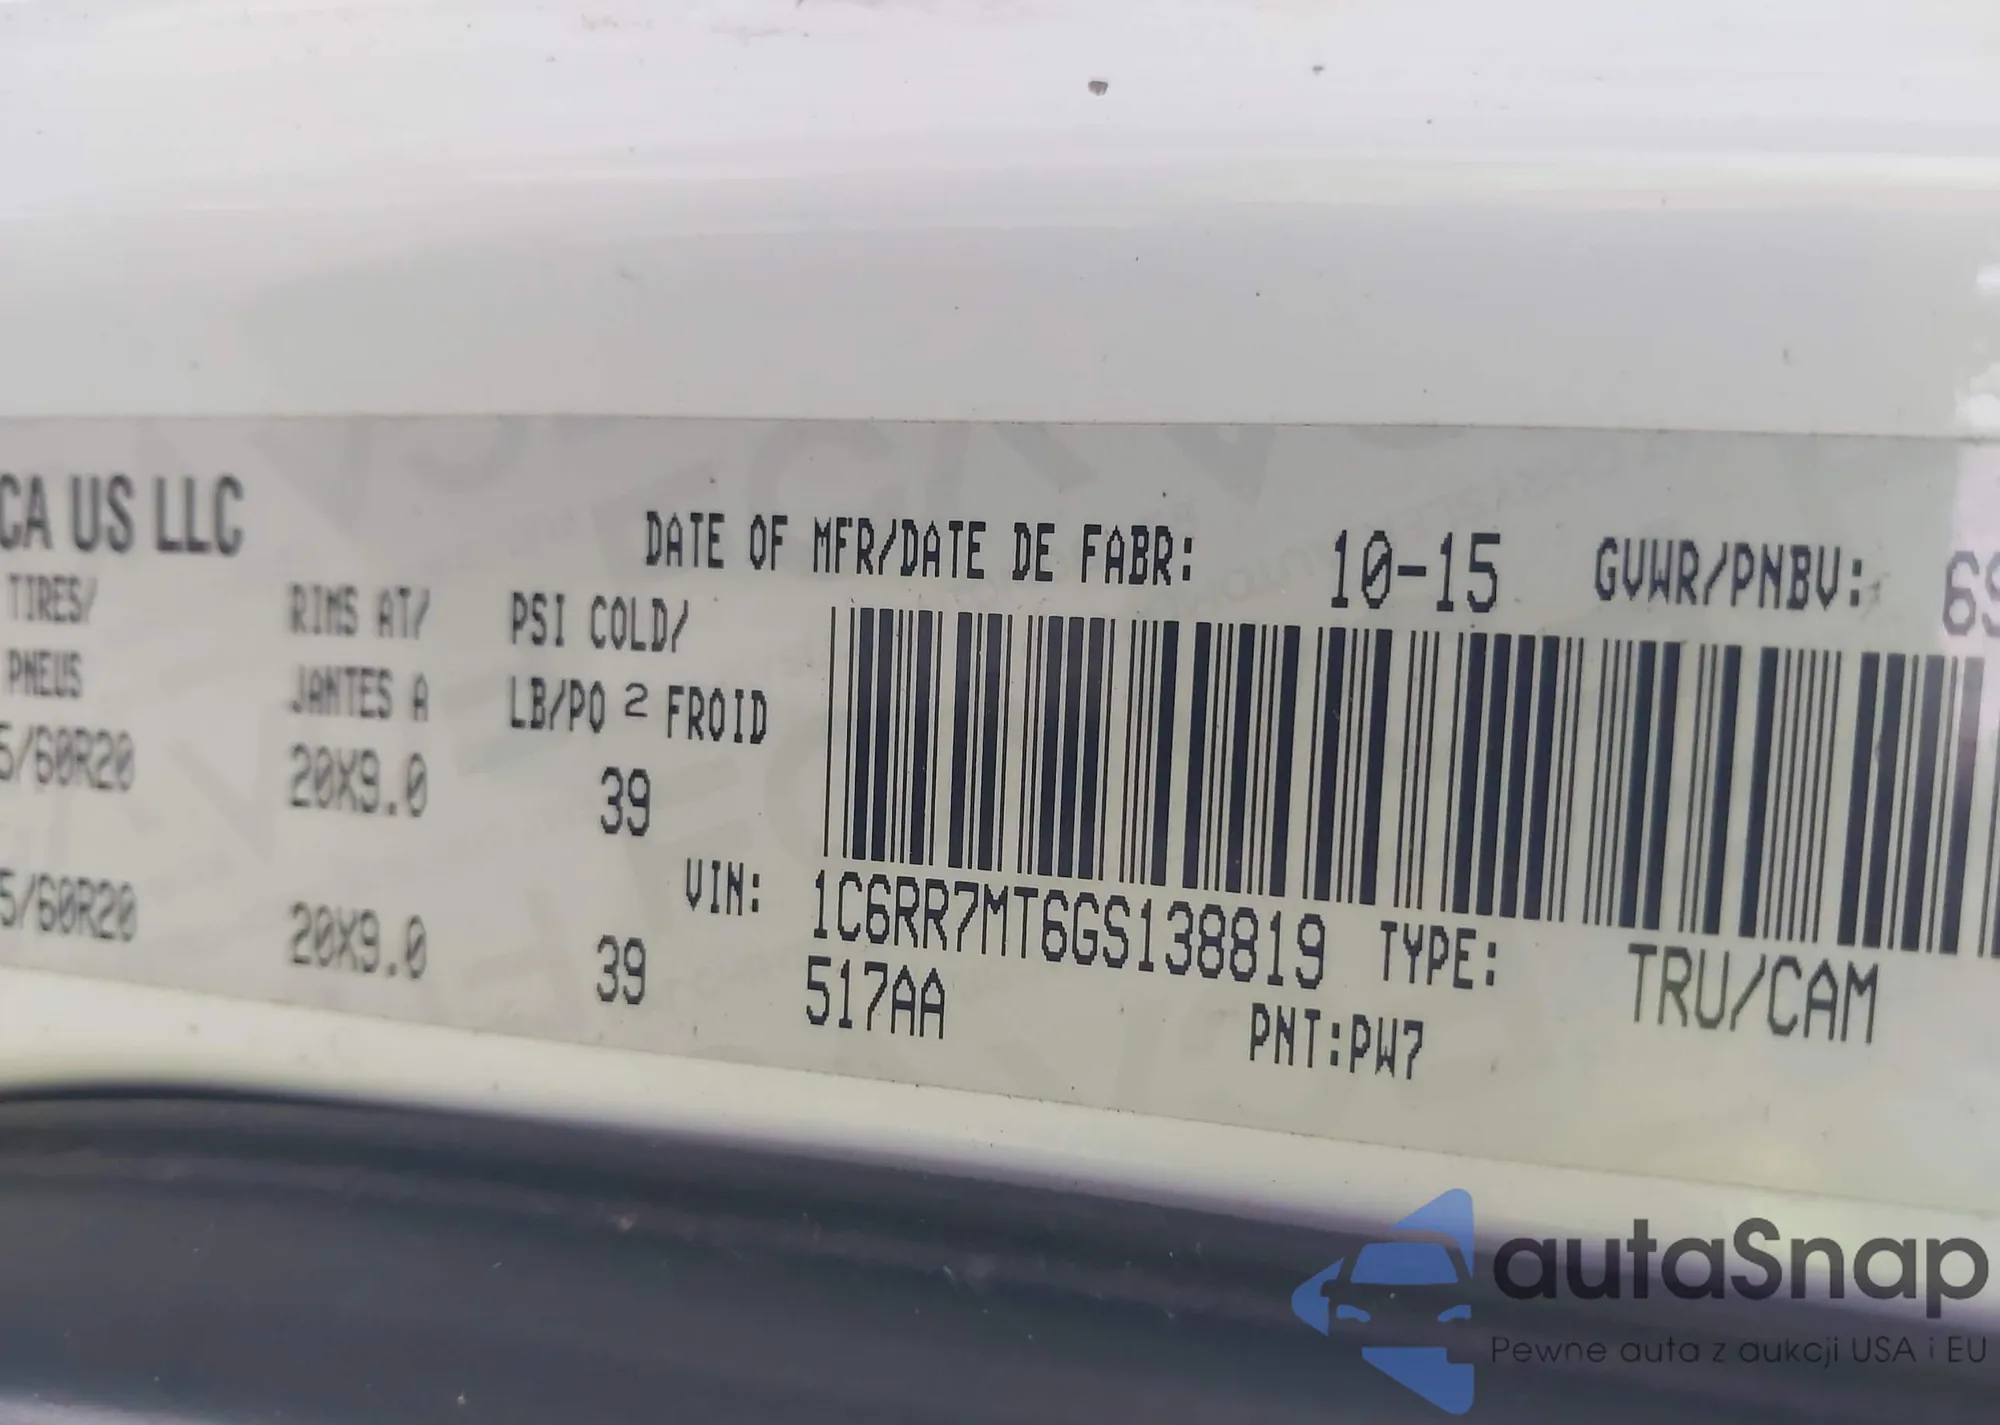 CA US LLC
DATE OF MFR/DATE DE FABR: 10-15 GVWR/PNBV:
TIRES/ RIMS AT/ PSI COLD/
PNEUS JANTES A LB/PO 2 FROID
5/60R20 20X9.0 39
5/60R20 20X9.0 39
VIN: 1C6RR7MT6GS138819 TYPE: TRU/CAM
517AA PNT:PW7
autaSnap
Pewne auta z aukcji USA i EU